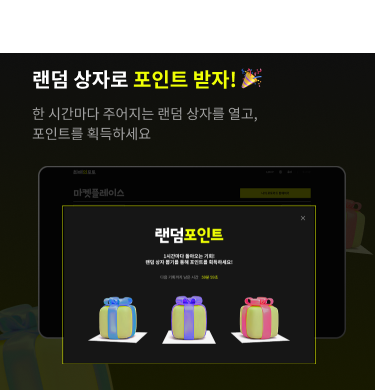 랜덤 상자로 포인트 받자! 🎉
한 시간마다 주어지는 랜덤 상자를 열고,
포인트를 획득하세요
마켓플레이스
랜덤포인트
1시간마다 돌아오는 기회!
랜덤 상자 뽑기를 통해 포인트를 획득하세요!